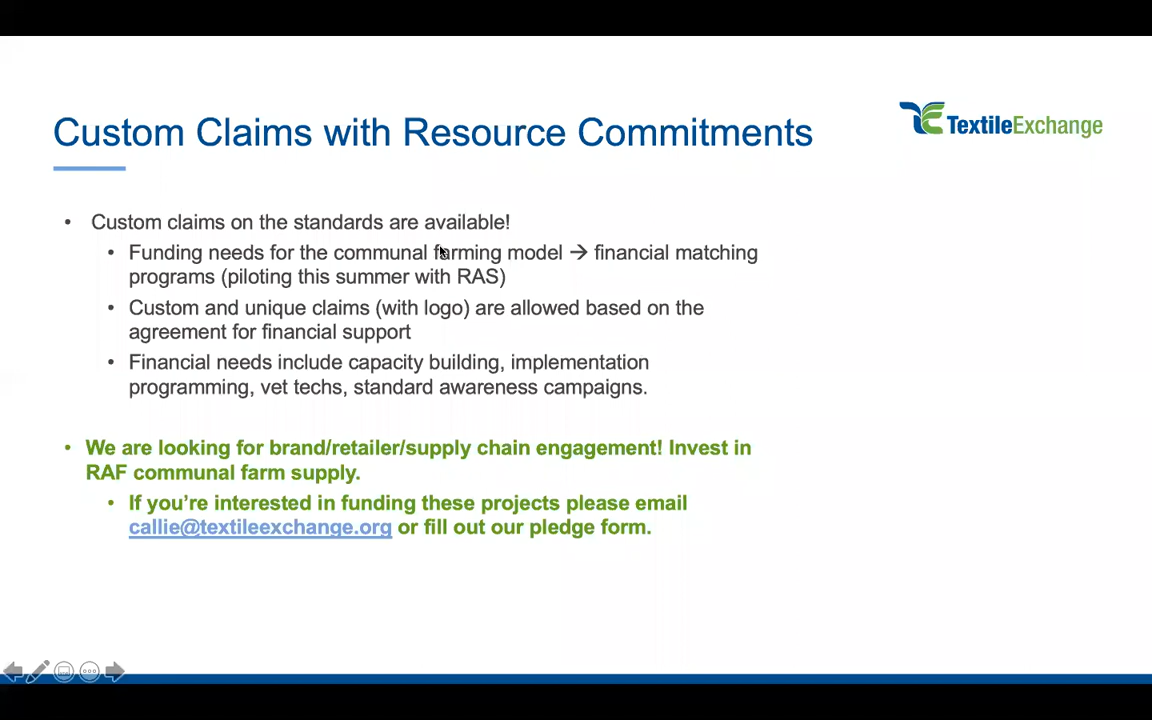 Custom Claims with Resource Commitments
TextileExchange
• Custom claims on the standards are available!
• Funding needs for the communal farming model → financial matching
programs (piloting this summer with RAS)
• Custom and unique claims (with logo) are allowed based on the
agreement for financial support
• Financial needs include capacity building, implementation
programming, vet techs, standard awareness campaigns.
• We are looking for brand/retailer/supply chain engagement! Invest in
RAF communal farm supply.
• If you’re interested in funding these projects please email
callie@textileexchange.org or fill out our pledge form.